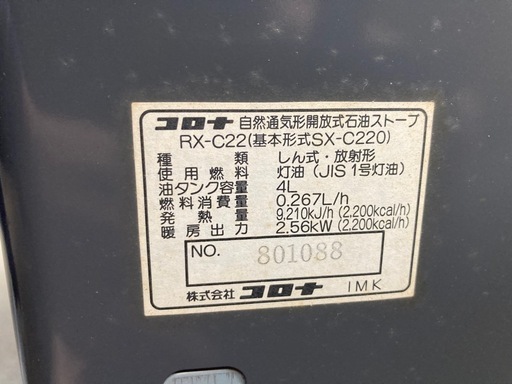 コロナ 自然通気形開放式石油ストーブ
RX-C22(基本形式SX-C220)
種類 しん式・放射形
使用燃料 灯油 (JIS 1号灯油)
油タンク容量 4L
燃料消費量 0.267L/h
発熱量 9,210kJ/h (2,200kcal/h)
暖房出力 2.56kW (2,200kcal/h)
NO. 801088
株式会社 コロナ IMK